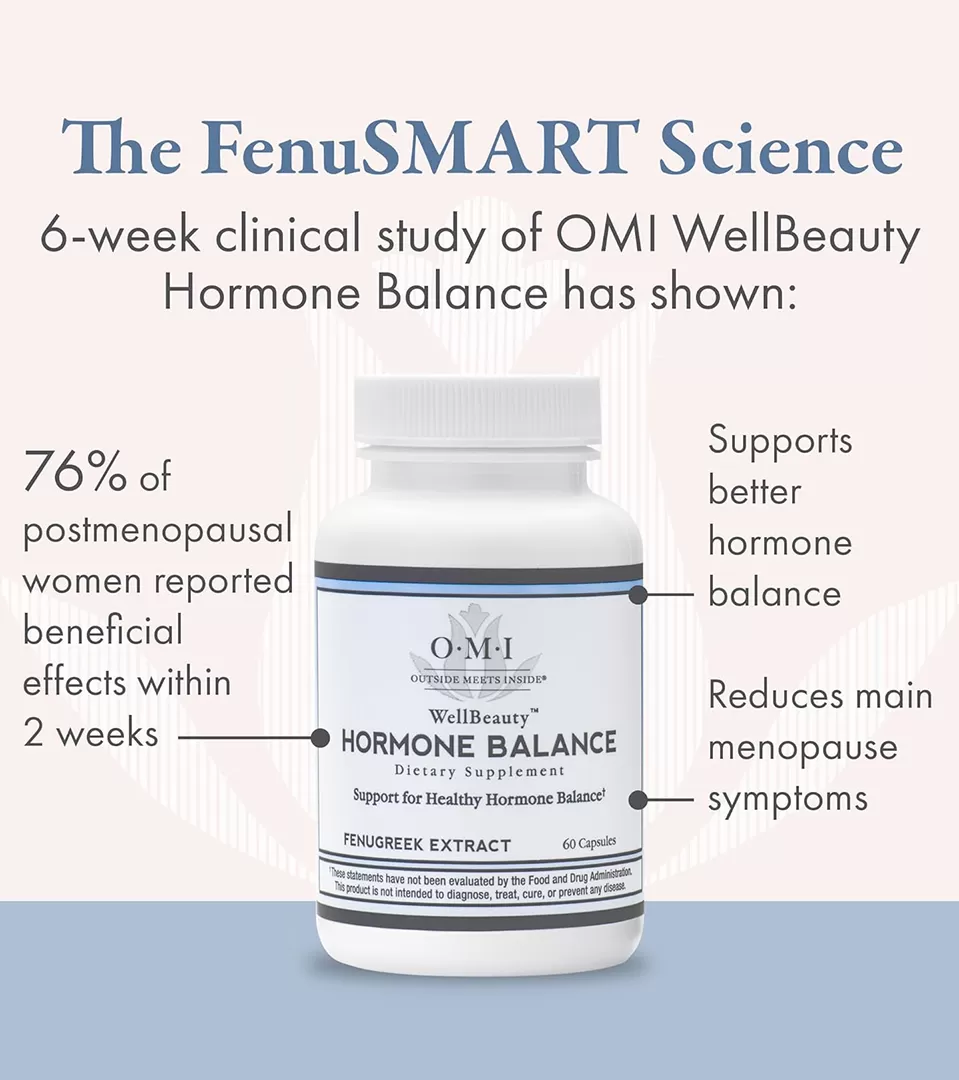 The FenuSMART Science
6-week clinical study of OMI WellBeauty
Hormone Balance has shown:
76% of
postmenopausal
women reported
beneficial
effects within
2 weeks
Supports
better
hormone
balance
Reduces main
menopause
symptoms
O·M·I
OUTSIDE MEETS INSIDE®
WellBeauty™
HORMONE BALANCE
Dietary Supplement
Support for Healthy Hormone Balance†
FENUGREEK EXTRACT 60 Capsules
†These statements have not been evaluated by the Food and Drug Administration.
This product is not intended to diagnose, treat, cure, or prevent any disease.